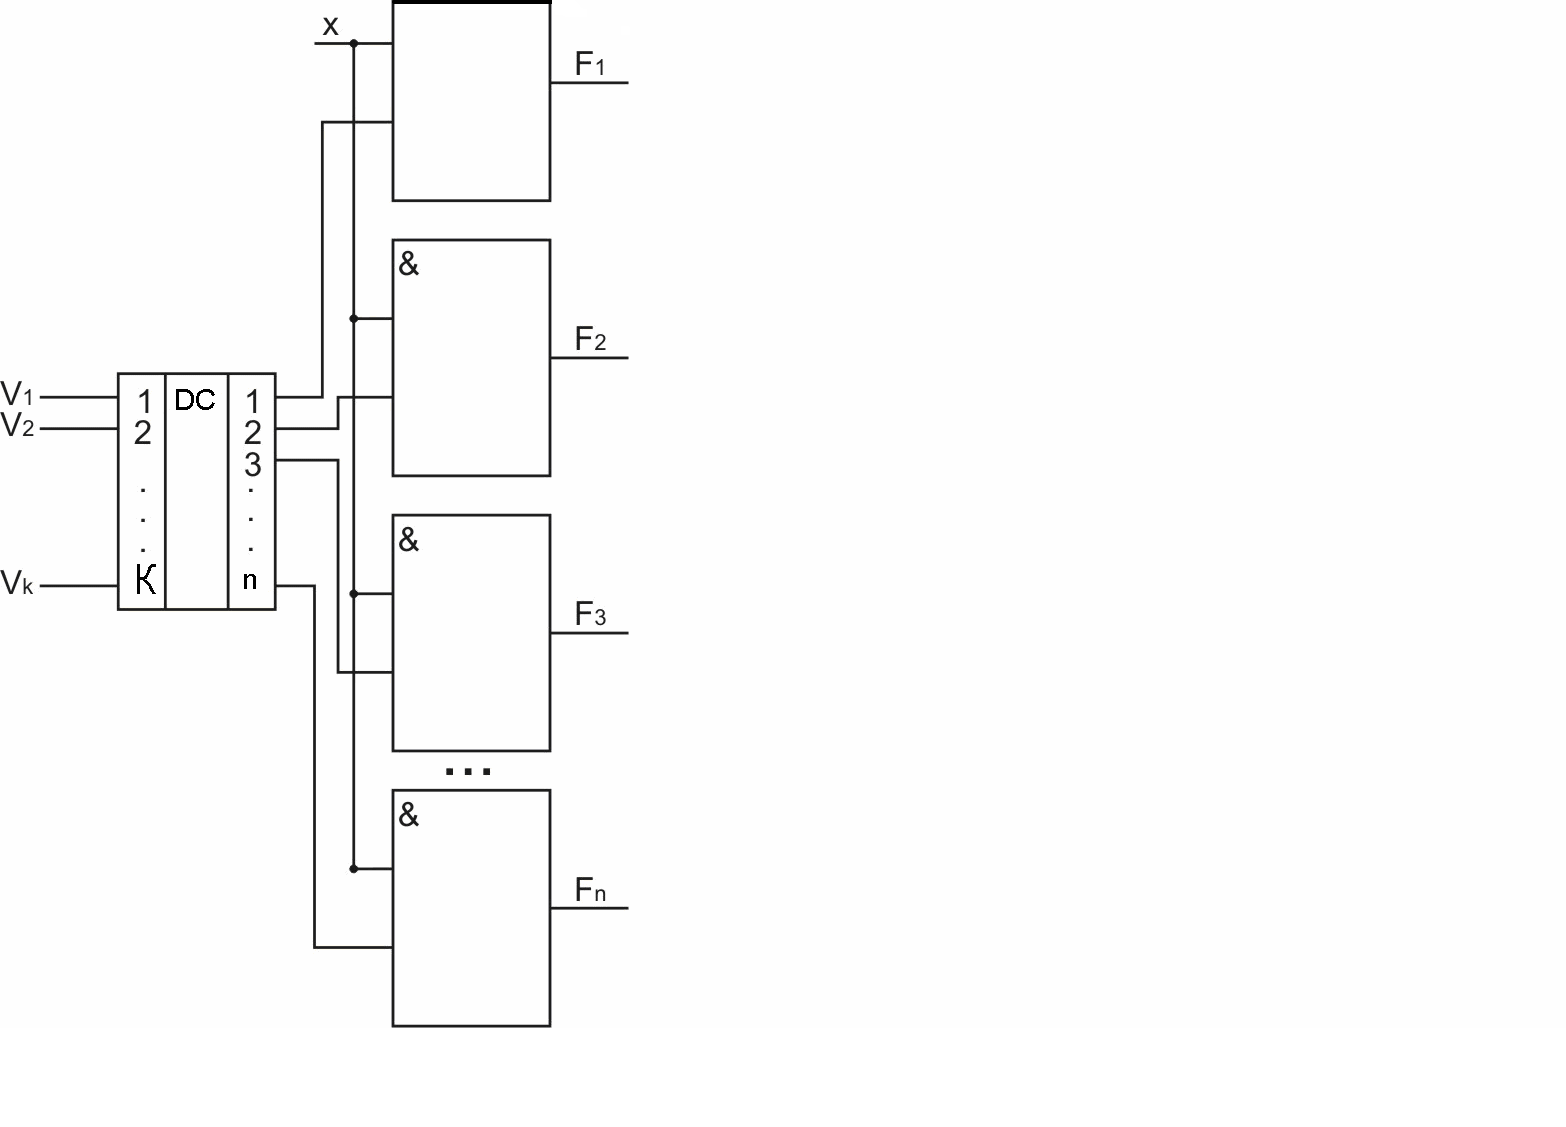 x
F1
&
F2
V1
V2
Vk
1
2
.
.
.
К
DC
1
2
3
.
.
.
n
&
F3
...
&
Fn